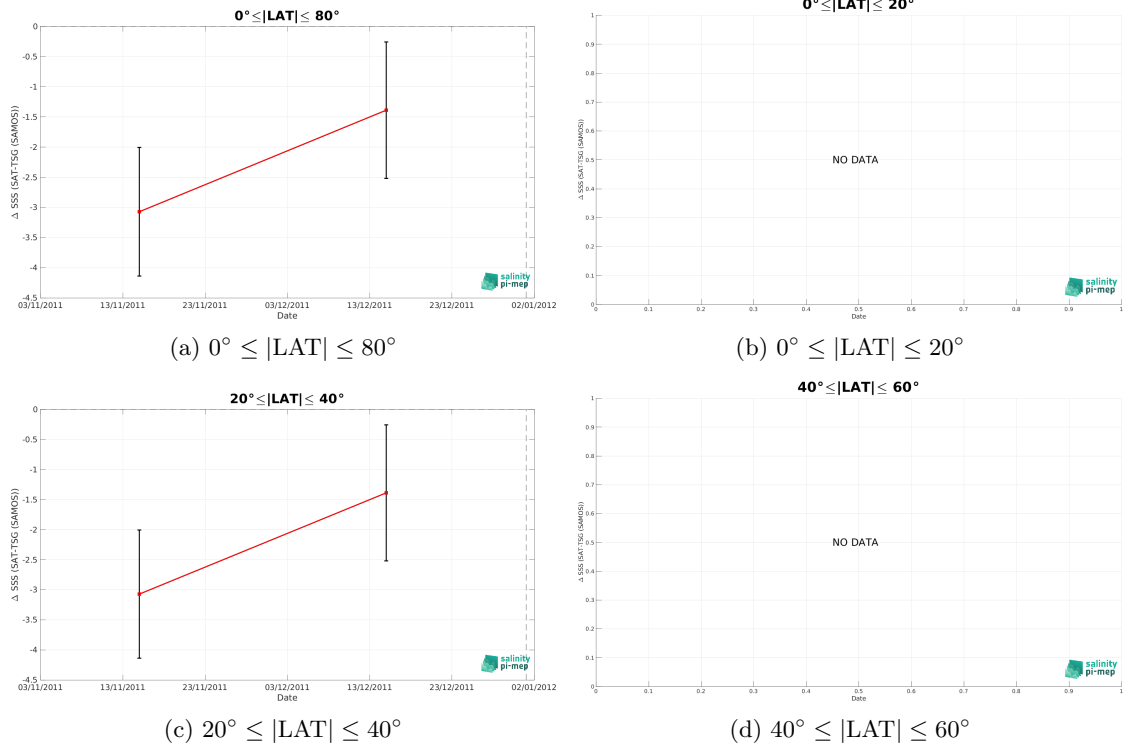 0°≤|LAT|≤ 80°
Δ SSS (SAT-TSG (SAMOS))
0
-0.5
-1
-1.5
-2
-2.5
-3
-3.5
-4
-4.5
03/11/2011 13/11/2011 23/11/2011 03/12/2011 13/12/2011 23/12/2011 02/01/2012
Date
salinity
pi-mep
(a) 0° ≤ |LAT| ≤ 80°
0°≤|LAT|≤ 20°
Δ SSS (SAT-TSG (SAMOS))
1
0.9
0.8
0.7
0.6
0.5
0.4
0.3
0.2
0.1
0
NO DATA
0 0.1 0.2 0.3 0.4 0.5 0.6 0.7 0.8 0.9 1
Date
salinity
pi-mep
(b) 0° ≤ |LAT| ≤ 20°
20°≤|LAT|≤ 40°
Δ SSS (SAT-TSG (SAMOS))
0
-0.5
-1
-1.5
-2
-2.5
-3
-3.5
-4
-4.5
03/11/2011 13/11/2011 23/11/2011 03/12/2011 13/12/2011 23/12/2011 02/01/2012
Date
salinity
pi-mep
(c) 20° ≤ |LAT| ≤ 40°
40°≤|LAT|≤ 60°
Δ SSS (SAT-TSG (SAMOS))
1
0.9
0.8
0.7
0.6
0.5
0.4
0.3
0.2
0.1
0
NO DATA
0 0.1 0.2 0.3 0.4 0.5 0.6 0.7 0.8 0.9 1
Date
salinity
pi-mep
(d) 40° ≤ |LAT| ≤ 60°